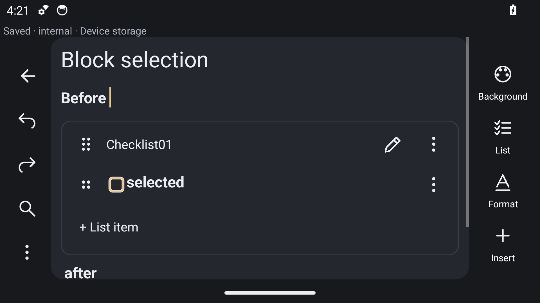 4:21
Saved · internal · Device storage
Block selection
Before
Checklist01
selected
+ List item
after
Background
List
Format
Insert